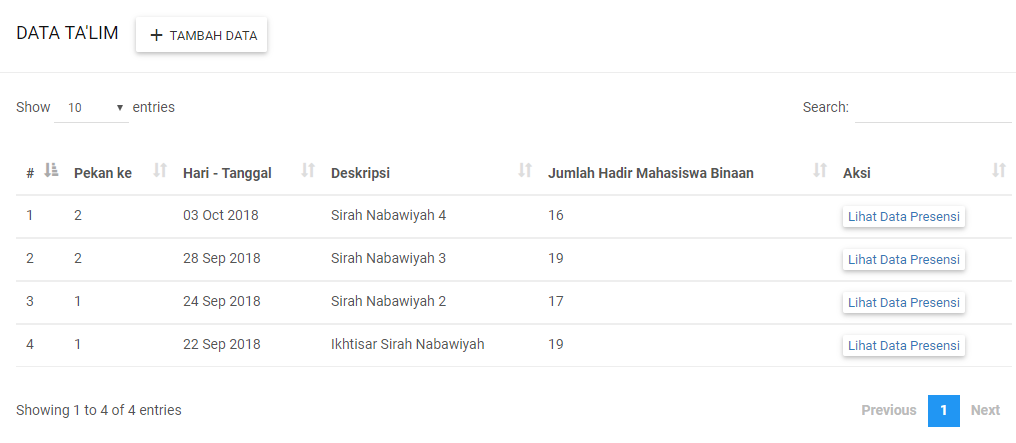 DATA TA'LIM + TAMBAH DATA
Show 10 entries Search:
# Pekan ke Hari - Tanggal Deskripsi Jumlah Hadir Mahasiswa Binaan Aksi
1 2 03 Oct 2018 Sirah Nabawiyah 4 16 Lihat Data Presensi
2 2 28 Sep 2018 Sirah Nabawiyah 3 19 Lihat Data Presensi
3 1 24 Sep 2018 Sirah Nabawiyah 2 17 Lihat Data Presensi
4 1 22 Sep 2018 Ikhtisar Sirah Nabawiyah 19 Lihat Data Presensi
Showing 1 to 4 of 4 entries Previous 1 Next